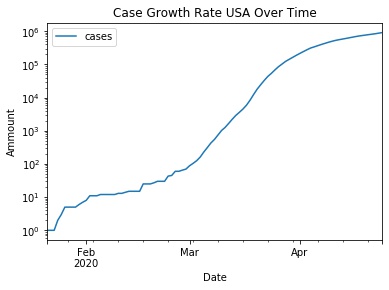 Case Growth Rate USA Over Time
cases
10^6
10^5
10^4
10^3
10^2
10^1
10^0
Ammount
Feb
2020
Mar
Apr
Date